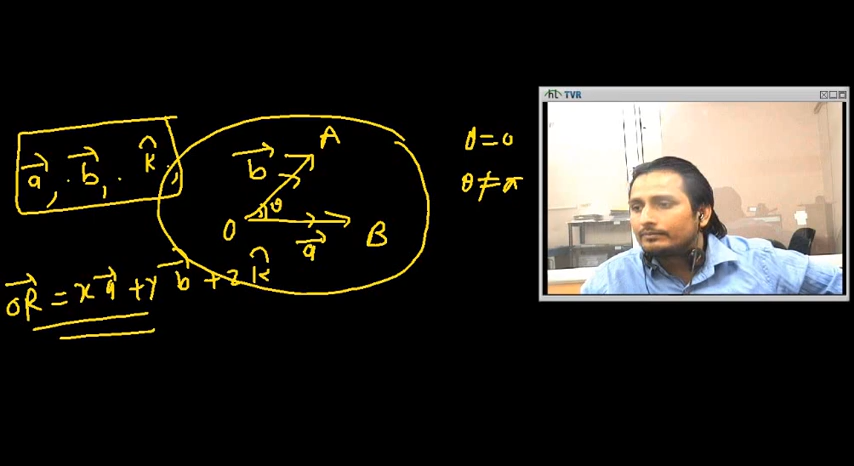 a⃗, b⃗, k̂,
b⃗
A
θ
O
a⃗
B
θ=0
θ≠π
OR⃗ = xa⃗ + yb⃗ + zk̂
TVR